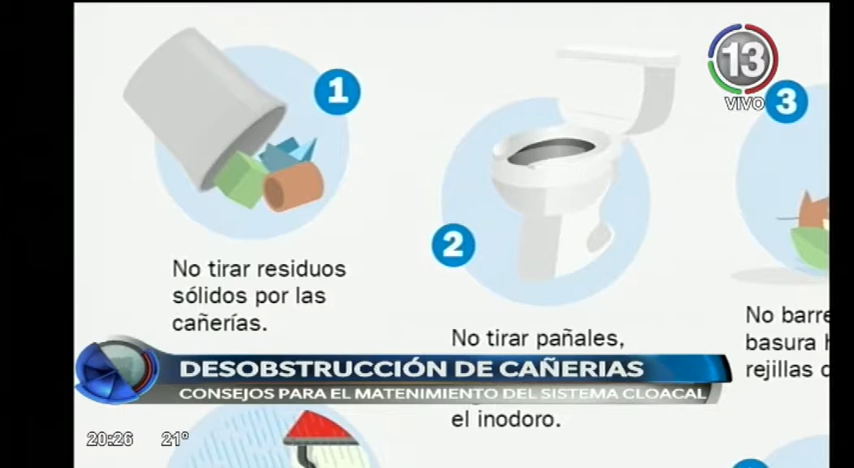 1
13
VIVO
3
2
No tirar residuos
sólidos por las
cañerías.
No tirar pañales,
el inodoro.
No barre
basura h
rejillas d
DESOBSTRUCCIÓN DE CAÑERIAS
CONSEJOS PARA EL MATENIMIENTO DEL SISTEMA CLOACAL
20:26 21°